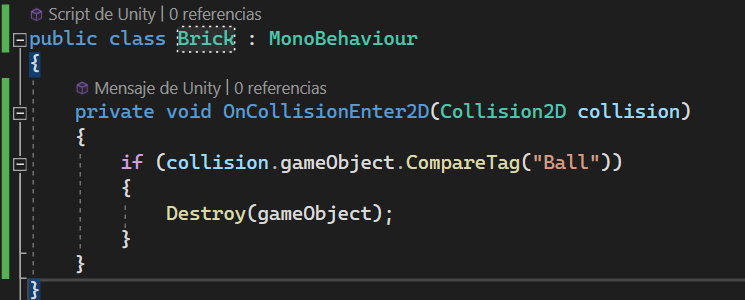 Script de Unity | 0 referencias
public class Brick : MonoBehaviour
{
Mensaje de Unity | 0 referencias
private void OnCollisionEnter2D(Collision2D collision)
{
if (collision.gameObject.CompareTag("Ball"))
{
Destroy(gameObject);
}
}
}